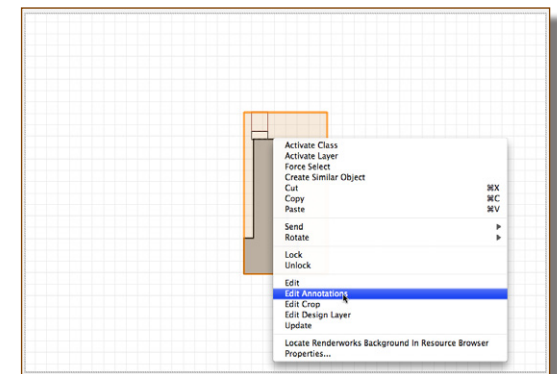 Activate Class
Activate Layer
Force Select
Create Similar Object
Cut ⌘X
Copy ⌘C
Paste ⌘V
Send ▶
Rotate ▶
Lock
Unlock
Edit
Edit Annotations
Edit Crop
Edit Design Layer
Update
Locate Renderworks Background In Resource Browser
Properties...